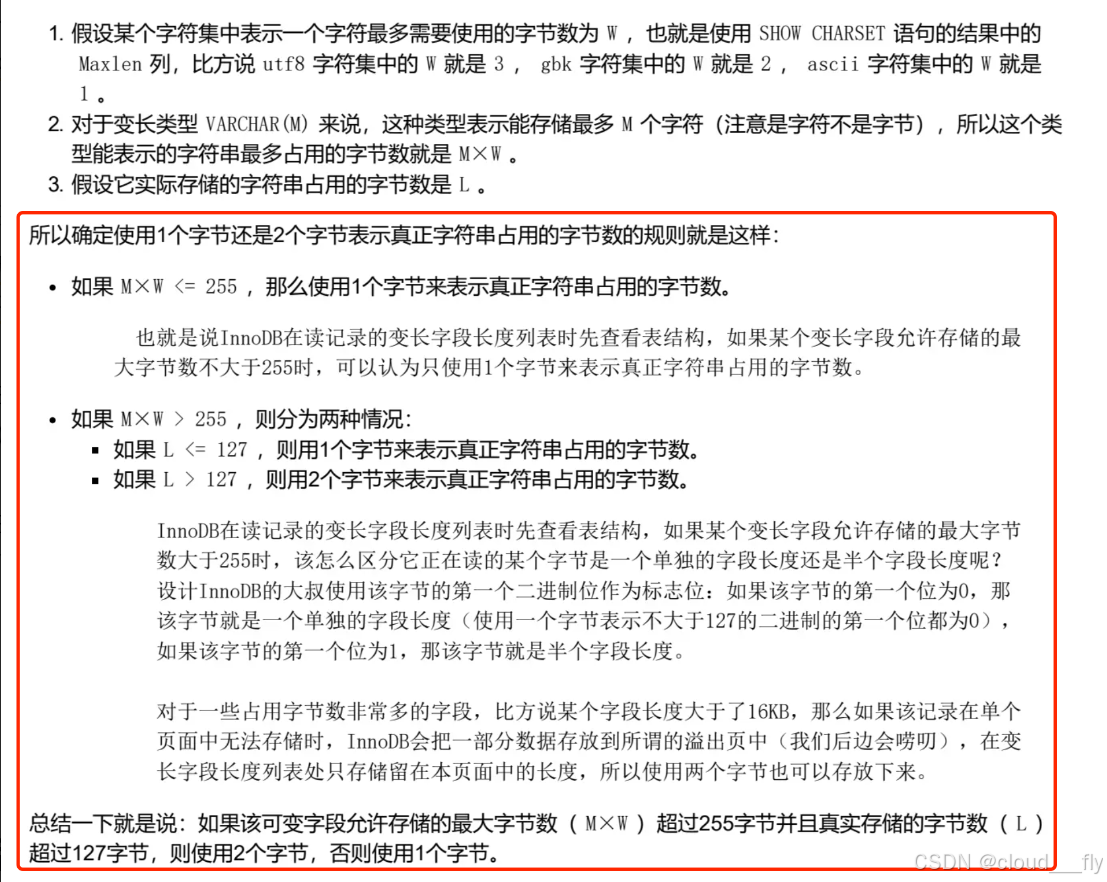 1. 假设某个字符集中表示一个字符最多需要使用的字节数为 W ，也就是使用 SHOW CHARSET 语句的结果中的
Maxlen 列，比方说 utf8 字符集中的 W 就是 3 ， gbk 字符集中的 W 就是 2 ， ascii 字符集中的 W 就是
1 。
2. 对于变长类型 VARCHAR(M) 来说，这种类型表示能存储最多 M 个字符（注意是字符不是字节），所以这个类
型能表示的字符串最多占用的字节数就是 M×W 。
3. 假设它实际存储的字符串占用的字节数是 L 。
所以确定使用1个字节还是2个字节表示真正字符串占用的字节数的规则就是这样：
• 如果 M×W <= 255 ，那么使用1个字节来表示真正字符串占用的字节数。
也就是说InnoDB在读记录的变长字段长度列表时先查看表结构，如果某个变长字段允许存储的最
大字节数不大于255时，可以认为只使用1个字节来表示真正字符串占用的字节数。
• 如果 M×W > 255 ，则分为两种情况：
▪ 如果 L <= 127 ，则用1个字节来表示真正字符串占用的字节数。
▪ 如果 L > 127 ，则用2个字节来表示真正字符串占用的字节数。
InnoDB在读记录的变长字段长度列表时先查看表结构，如果某个变长字段允许存储的最大字节
数大于255时，该怎么区分它正在读的某个字节是一个单独的字段长度还是半个字段长度呢？
设计InnoDB的大叔使用该字节的第一个二进制位作为标志位：如果该字节的第一个位为0，那
该字节就是一个单独的字段长度（使用一个字节表示不大于127的二进制的第一个位都为0），
如果该字节的第一个位为1，那该字节就是半个字段长度。
对于一些占用字节数非常多的字段，比方说某个字段长度大于了16KB，那么如果该记录在单个
页面中无法存储时，InnoDB会把一部分数据存放到所谓的溢出页中（我们后边会唠叨），在变
长字段长度列表处只存储留在本页面中的长度，所以使用两个字节也可以存放下来。
总结一下就是说：如果该可变字段允许存储的最大字节数（ M×W ）超过255字节并且真实存储的字节数（ L ）
超过127字节，则使用2个字节，否则使用1个字节。
CSDN @cloud___fly